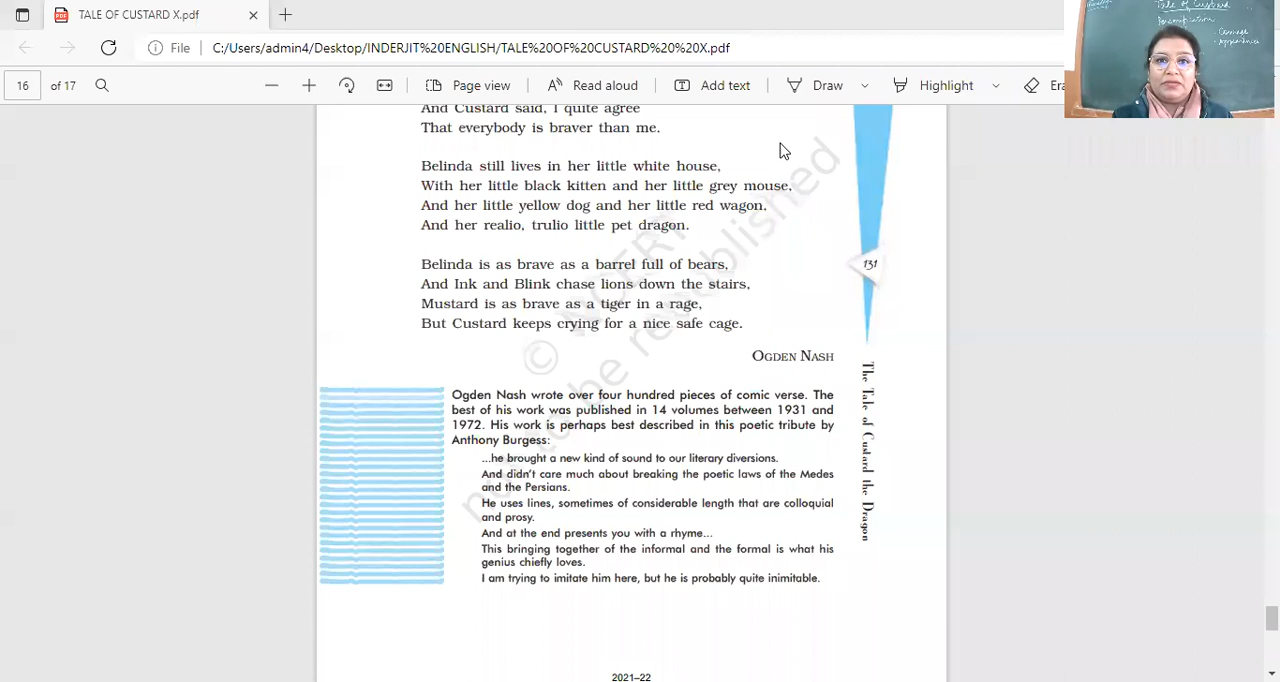 TALE OF CUSTARD X.pdf
File
C:/Users/admin4/Desktop/INDERJIT%20ENGLISH/TALE%20OF%20CUSTARD%20%20X.pdf
16 of 17
Page view
Read aloud
Add text
Draw
Highlight
Era
Tale of Custard
Personification
And Custard said, I quite agree
That everybody is braver than me.
Belinda still lives in her little white house,
With her little black kitten and her little grey mouse,
And her little yellow dog and her little red wagon,
And her realio, trulio little pet dragon.
Belinda is as brave as a barrel full of bears,
And Ink and Blink chase lions down the stairs,
Mustard is as brave as a tiger in a rage,
But Custard keeps crying for a nice safe cage.
OGDEN NASH
131
The Tale of Custard the Dragon
Ogden Nash wrote over four hundred pieces of comic verse. The
best of his work was published in 14 volumes between 1931 and
1972. His work is perhaps best described in this poetic tribute by
Anthony Burgess:
...he brought a new kind of sound to our literary diversions.
And didn't care much about breaking the poetic laws of the Medes
and the Persians.
He uses lines, sometimes of considerable length that are colloquial
and prosy.
And at the end presents you with a rhyme...
This bringing together of the informal and the formal is what his
genius chiefly loves.
I am trying to imitate him here, but he is probably quite inimitable.
© NCERT
not to be republished
2021–22